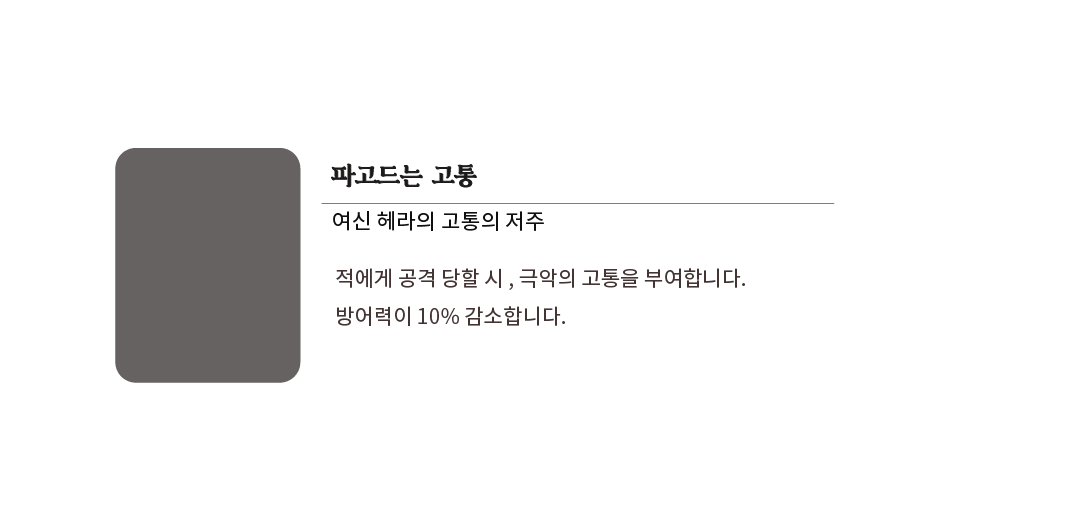 파고드는 고통
여신 헤라의 고통의 저주
적에게 공격 당할 시 , 극악의 고통을 부여합니다.
방어력이 10% 감소합니다.